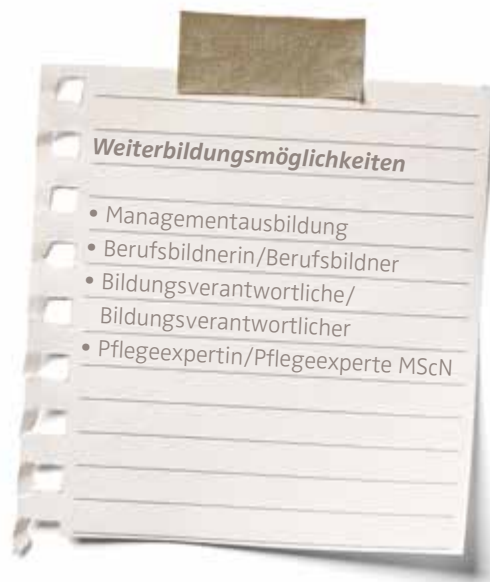 Weiterbildungsmöglichkeiten
• Managementausbildung
• Berufsbildnerin/Berufsbildner
• Bildungsverantwortliche/
Bildungsverantwortlicher
• Pflegeexpertin/Pflegeexperte MScN